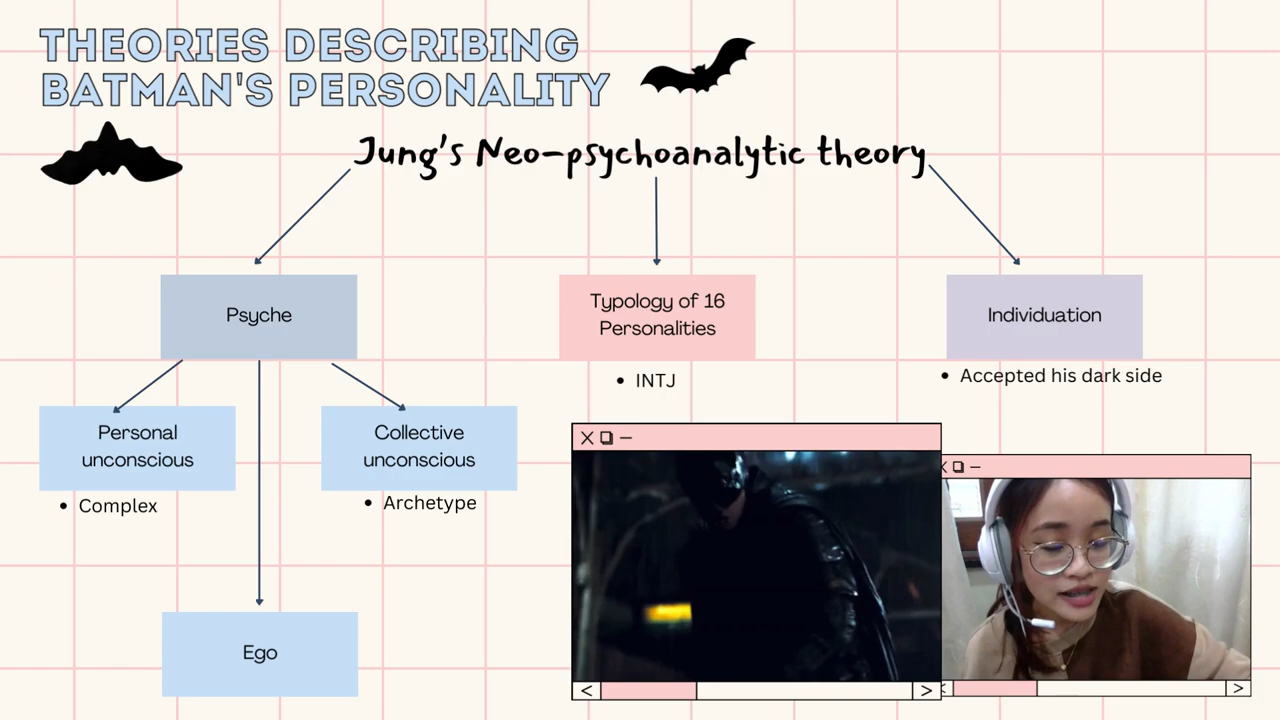 THEORIES DESCRIBING
BATMAN'S PERSONALITY
Jung's Neo-psychoanalytic theory
Psyche
Typology of 16
Personalities
Individuation
• INTJ
• Accepted his dark side
Personal
unconscious
Collective
unconscious
• Complex
• Archetype
Ego